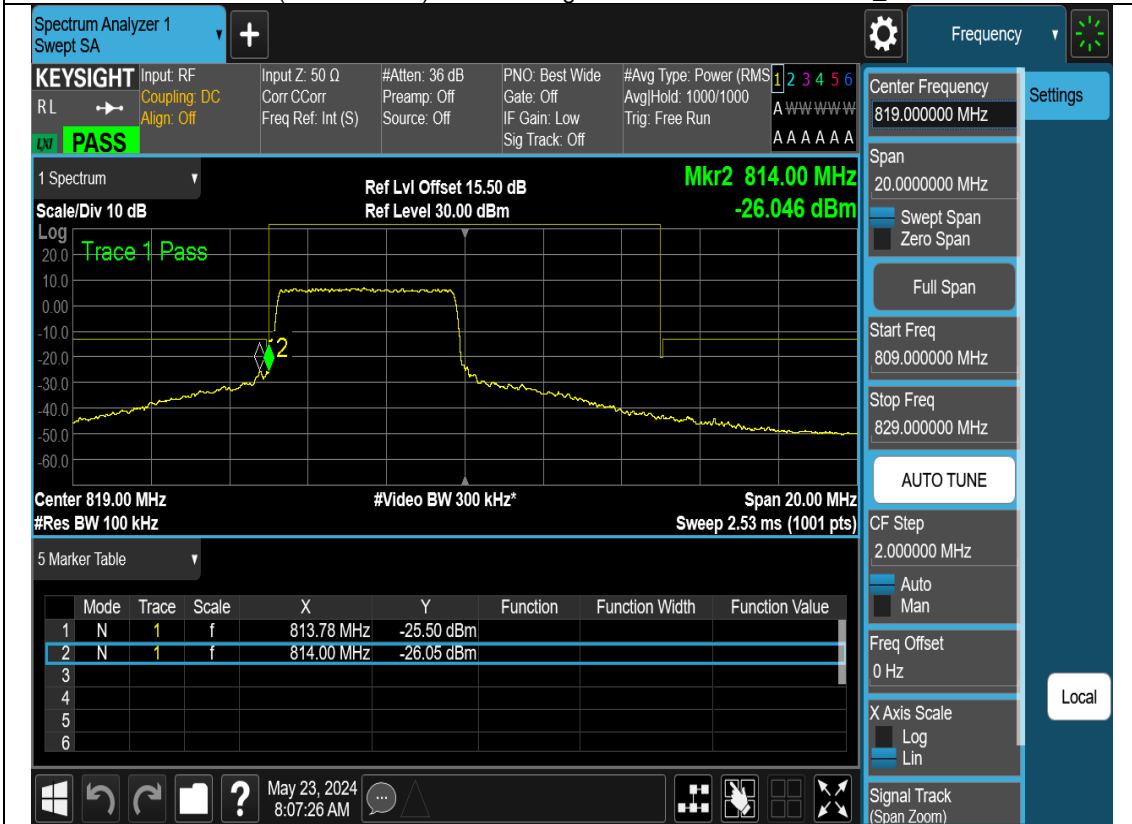 Spectrum Analyzer 1
Swept SA
+
Frequency
KEYSIGHT
RL
LXI
PASS
Input: RF
Coupling: DC
Align: Off
Input Z: 50 Ω
Corr CCorr
Freq Ref: Int (S)
#Atten: 36 dB
Preamp: Off
Source: Off
PNO: Best Wide
Gate: Off
IF Gain: Low
Sig Track: Off
#Avg Type: Power (RMS
Avg|Hold: 1000/1000
Trig: Free Run
1 2 3 4 5 6
A W W W W W
A A A A A A
1 Spectrum
Scale/Div 10 dB
Ref Lvl Offset 15.50 dB
Ref Level 30.00 dBm
Mkr2 814.00 MHz
-26.046 dBm
Log
Trace 1 Pass
20.0
10.0
0.00
-10.0
-20.0
-30.0
-40.0
-50.0
-60.0
2
Center 819.00 MHz
#Video BW 300 kHz*
Span 20.00 MHz
#Res BW 100 kHz
Sweep 2.53 ms (1001 pts)
5 Marker Table
Mode Trace Scale X Y Function Function Width Function Value
1 N 1 f 813.78 MHz -25.50 dBm
2 N 1 f 814.00 MHz -26.05 dBm
3
4
5
6
?
May 23, 2024
8:07:26 AM
Center Frequency
819.000000 MHz
Settings
Span
20.0000000 MHz
Swept Span
Zero Span
Full Span
Start Freq
809.000000 MHz
Stop Freq
829.000000 MHz
AUTO TUNE
CF Step
2.000000 MHz
Auto
Man
Freq Offset
0 Hz
X Axis Scale
Log
Lin
Local
Signal Track
(Span Zoom)